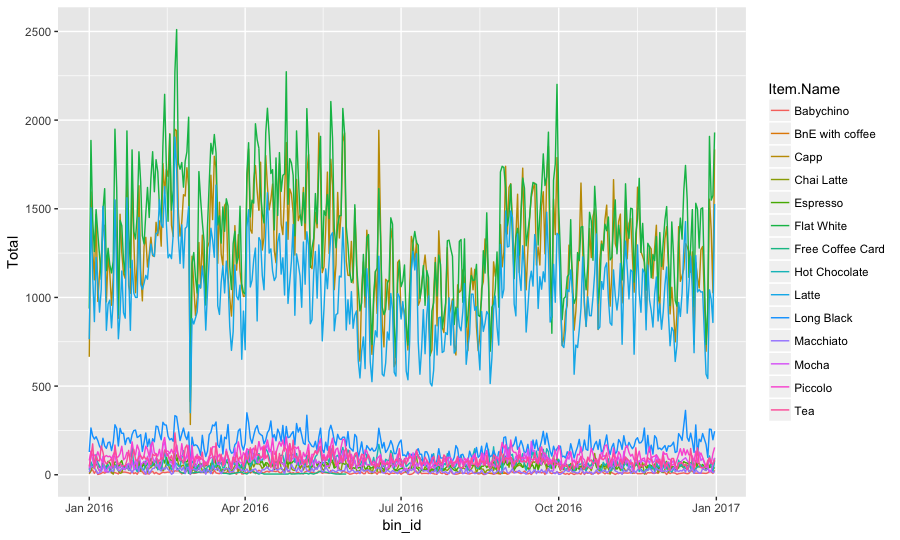 2500
2000
1500
1000
500
0
Total
Jan 2016
Apr 2016
Jul 2016
Oct 2016
Jan 2017
bin_id
Item.Name
Babychino
BnE with coffee
Capp
Chai Latte
Espresso
Flat White
Free Coffee Card
Hot Chocolate
Latte
Long Black
Macchiato
Mocha
Piccolo
Tea